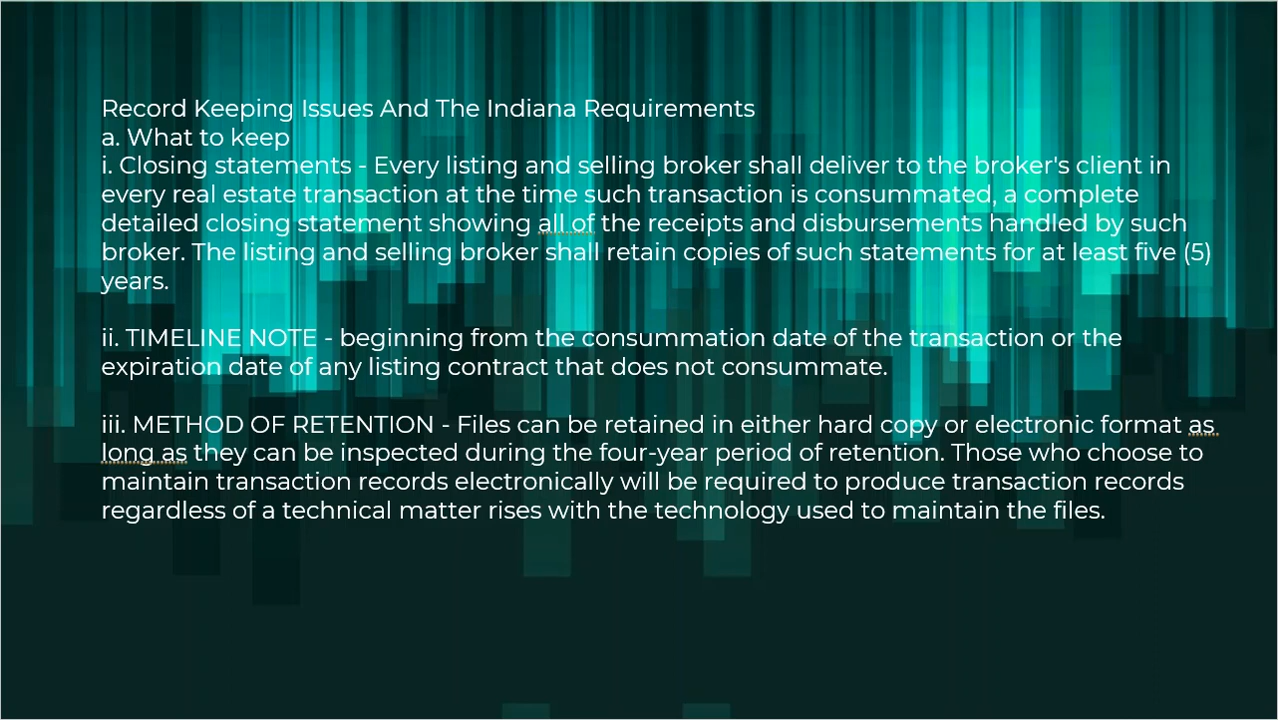 Record Keeping Issues And The Indiana Requirements
a. What to keep
i. Closing statements - Every listing and selling broker shall deliver to the broker's client in
every real estate transaction at the time such transaction is consummated, a complete
detailed closing statement showing all of the receipts and disbursements handled by such
broker. The listing and selling broker shall retain copies of such statements for at least five (5)
years.
ii. TIMELINE NOTE - beginning from the consummation date of the transaction or the
expiration date of any listing contract that does not consummate.
iii. METHOD OF RETENTION - Files can be retained in either hard copy or electronic format as
long as they can be inspected during the four-year period of retention. Those who choose to
maintain transaction records electronically will be required to produce transaction records
regardless of a technical matter rises with the technology used to maintain the files.